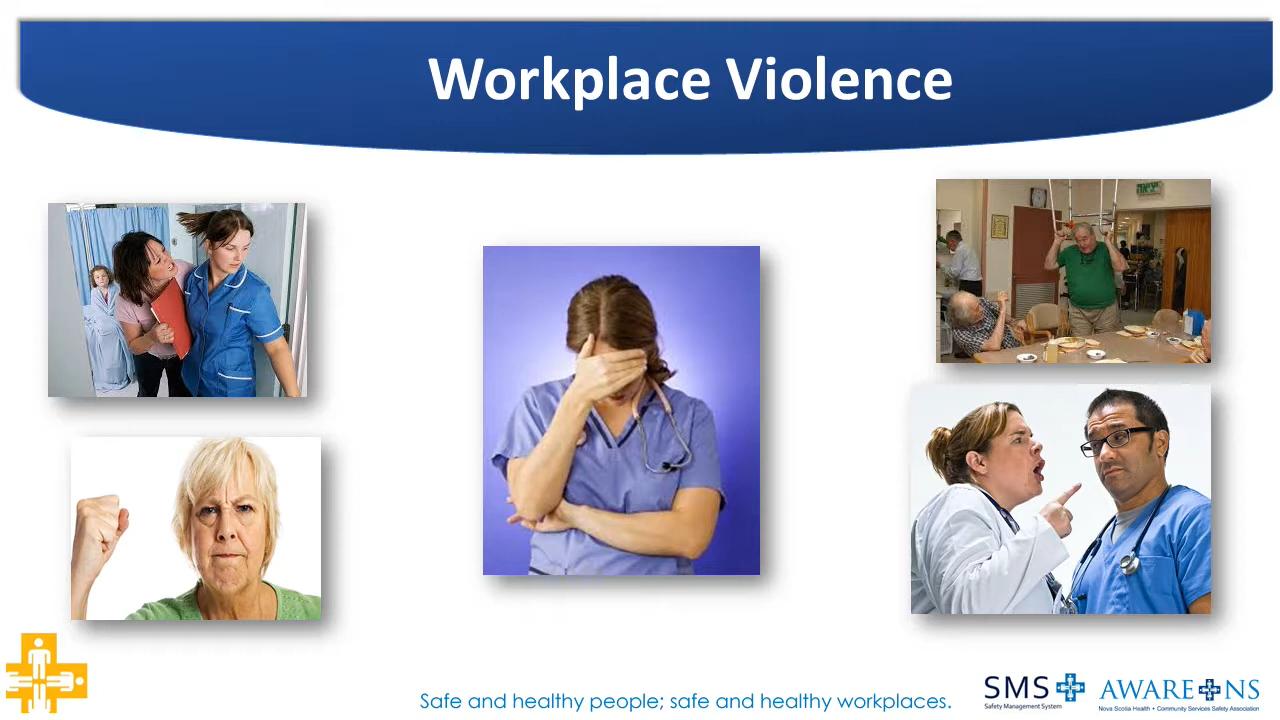 Workplace Violence
יציאה
Safe and healthy people; safe and healthy workplaces.
SMS
Safety Management System
AWARE NS
Nova Scotia Health + Community Services Safety Association